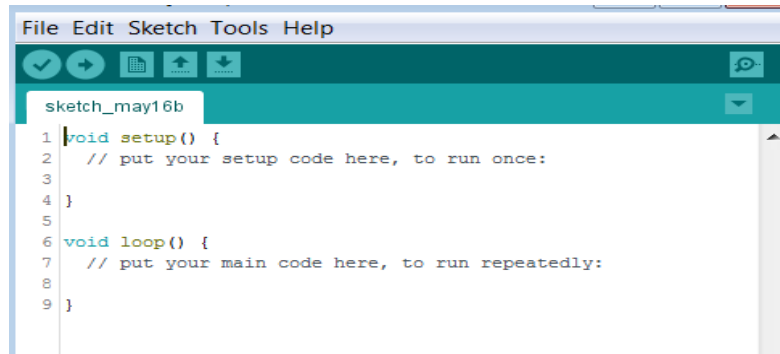 File Edit Sketch Tools Help
sketch_may16b
1 void setup() {
2   // put your setup code here, to run once:
3
4 }
5
6 void loop() {
7   // put your main code here, to run repeatedly:
8
9 }